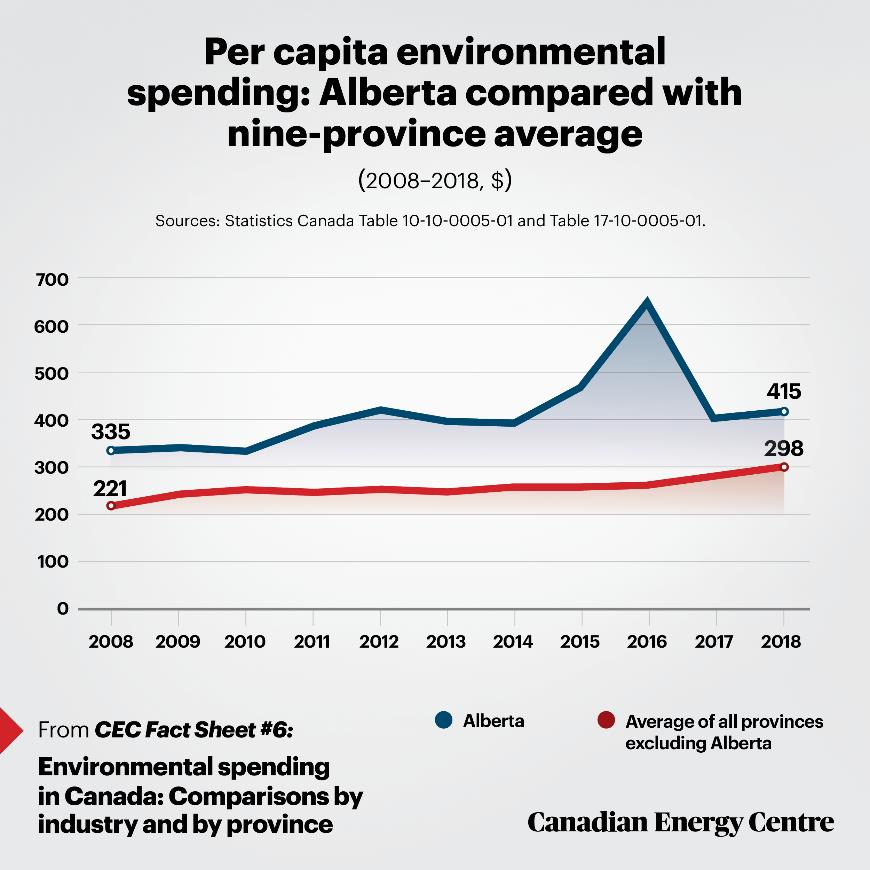 Per capita environmental
spending: Alberta compared with
nine-province average
(2008–2018, $)
Sources: Statistics Canada Table 10-10-0005-01 and Table 17-10-0005-01.
700
600
500
400
300
200
100
0
335
221
415
298
2008 2009 2010 2011 2012 2013 2014 2015 2016 2017 2018
Alberta
Average of all provinces
excluding Alberta
From CEC Fact Sheet #6:
Environmental spending
in Canada: Comparisons by
industry and by province
Canadian Energy Centre